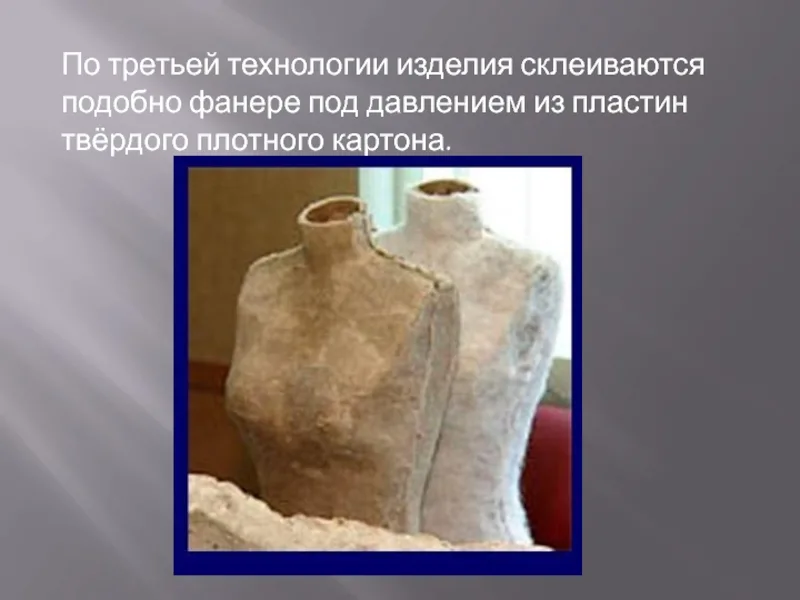 По третьей технологии изделия склеиваются
подобно фанере под давлением из пластин
твёрдого плотного картона.